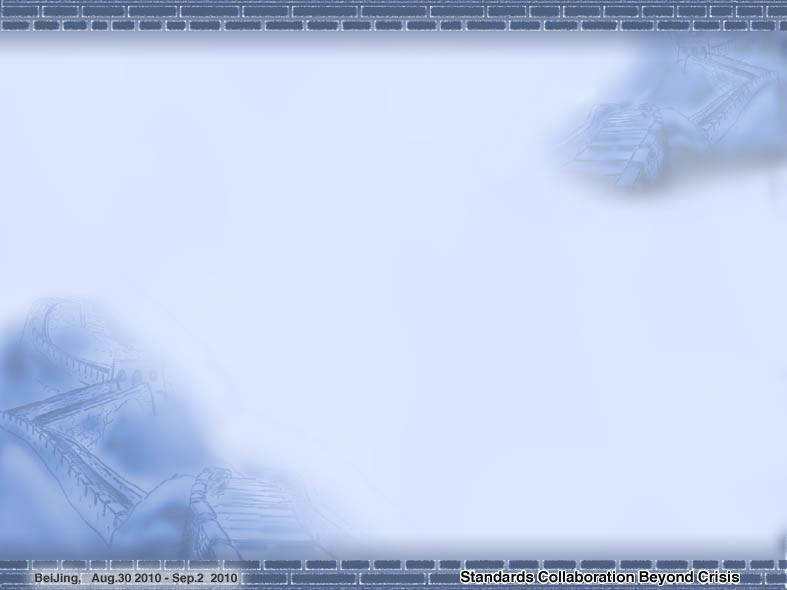 BeiJing,   Aug.30 2010 - Sep.2  2010
Standards Collaboration Beyond Crisis